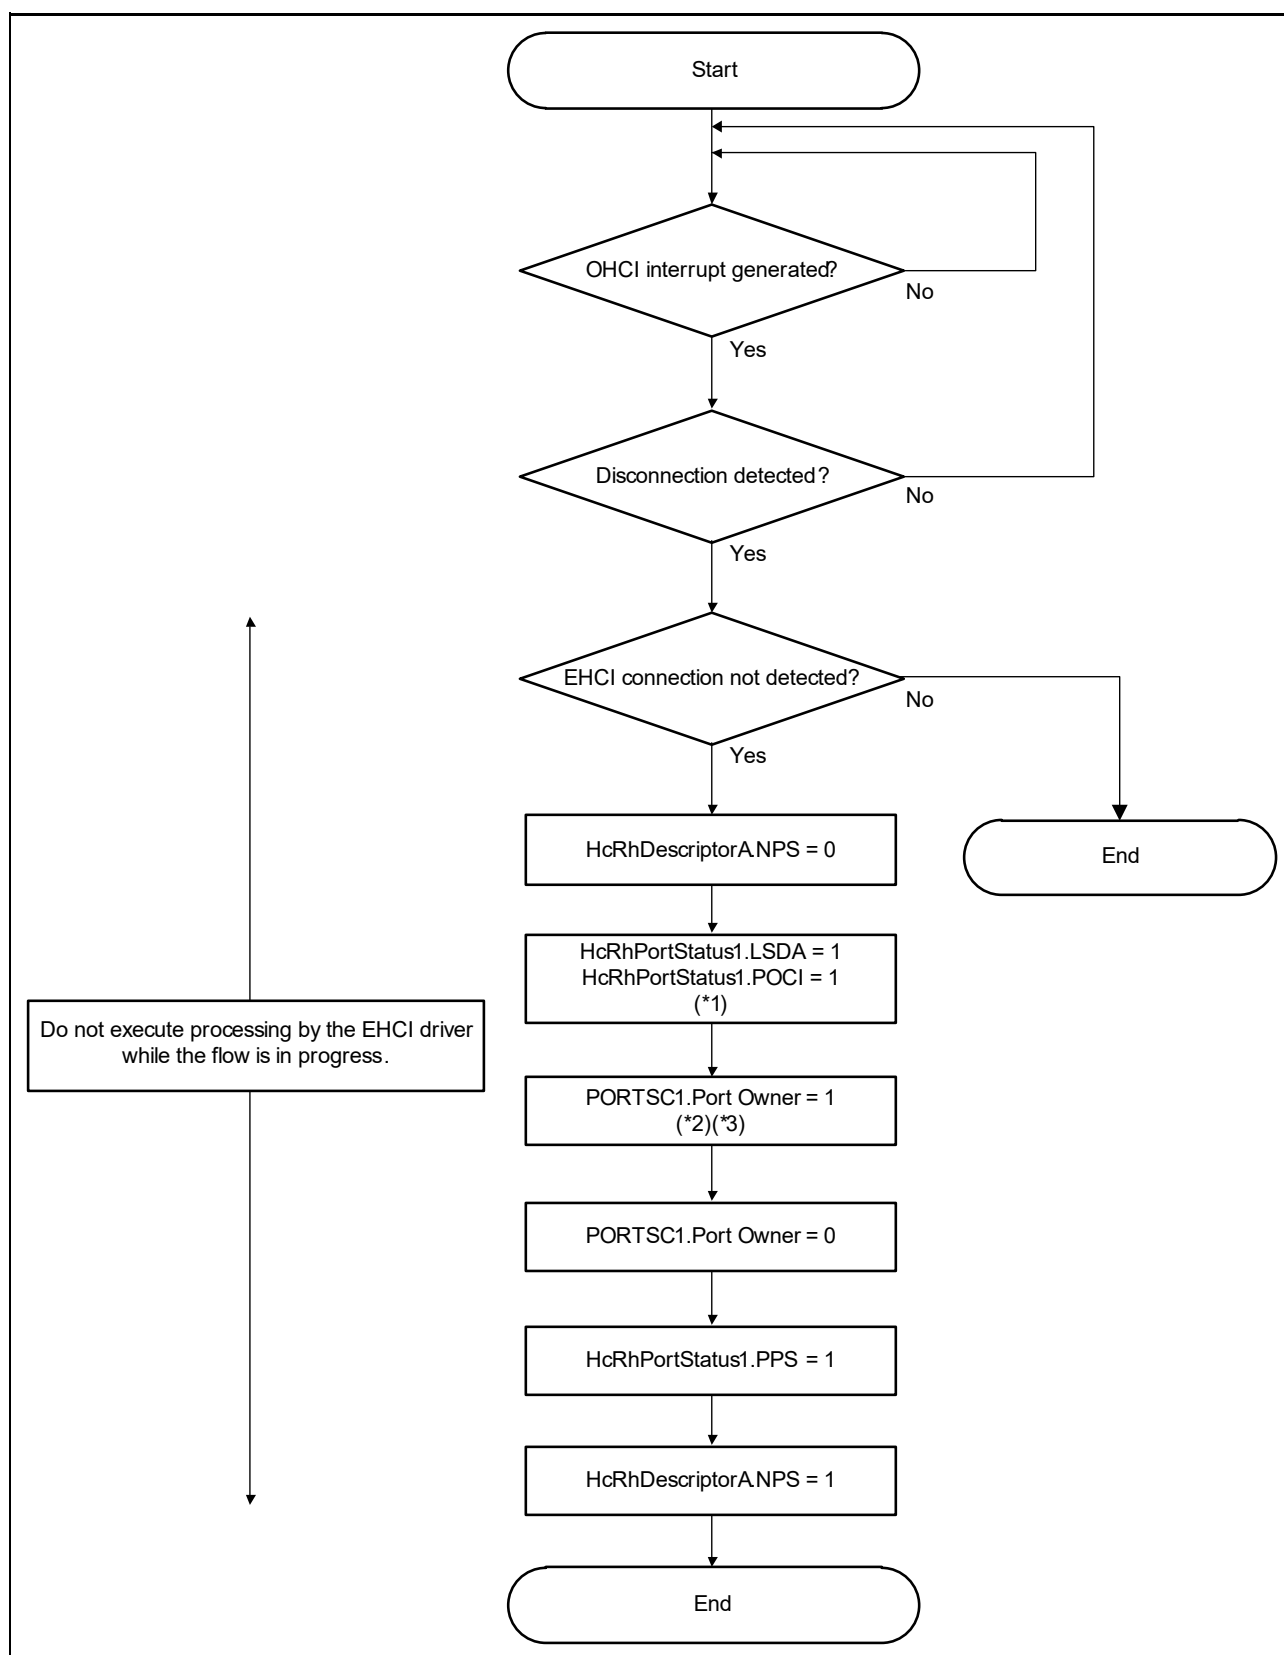 Start
OHCI interrupt generated?
No
Yes
Disconnection detected?
No
Yes
EHCI connection not detected?
No
Yes
HcRhDescriptorA.NPS = 0
End
HcRhPortStatus1.LSDA = 1
HcRhPortStatus1.POCI = 1
(*1)
Do not execute processing by the EHCI driver
while the flow is in progress.
PORTSC1.Port Owner = 1
(*2)(*3)
PORTSC1.Port Owner = 0
HcRhPortStatus1.PPS = 1
HcRhDescriptorA.NPS = 1
End